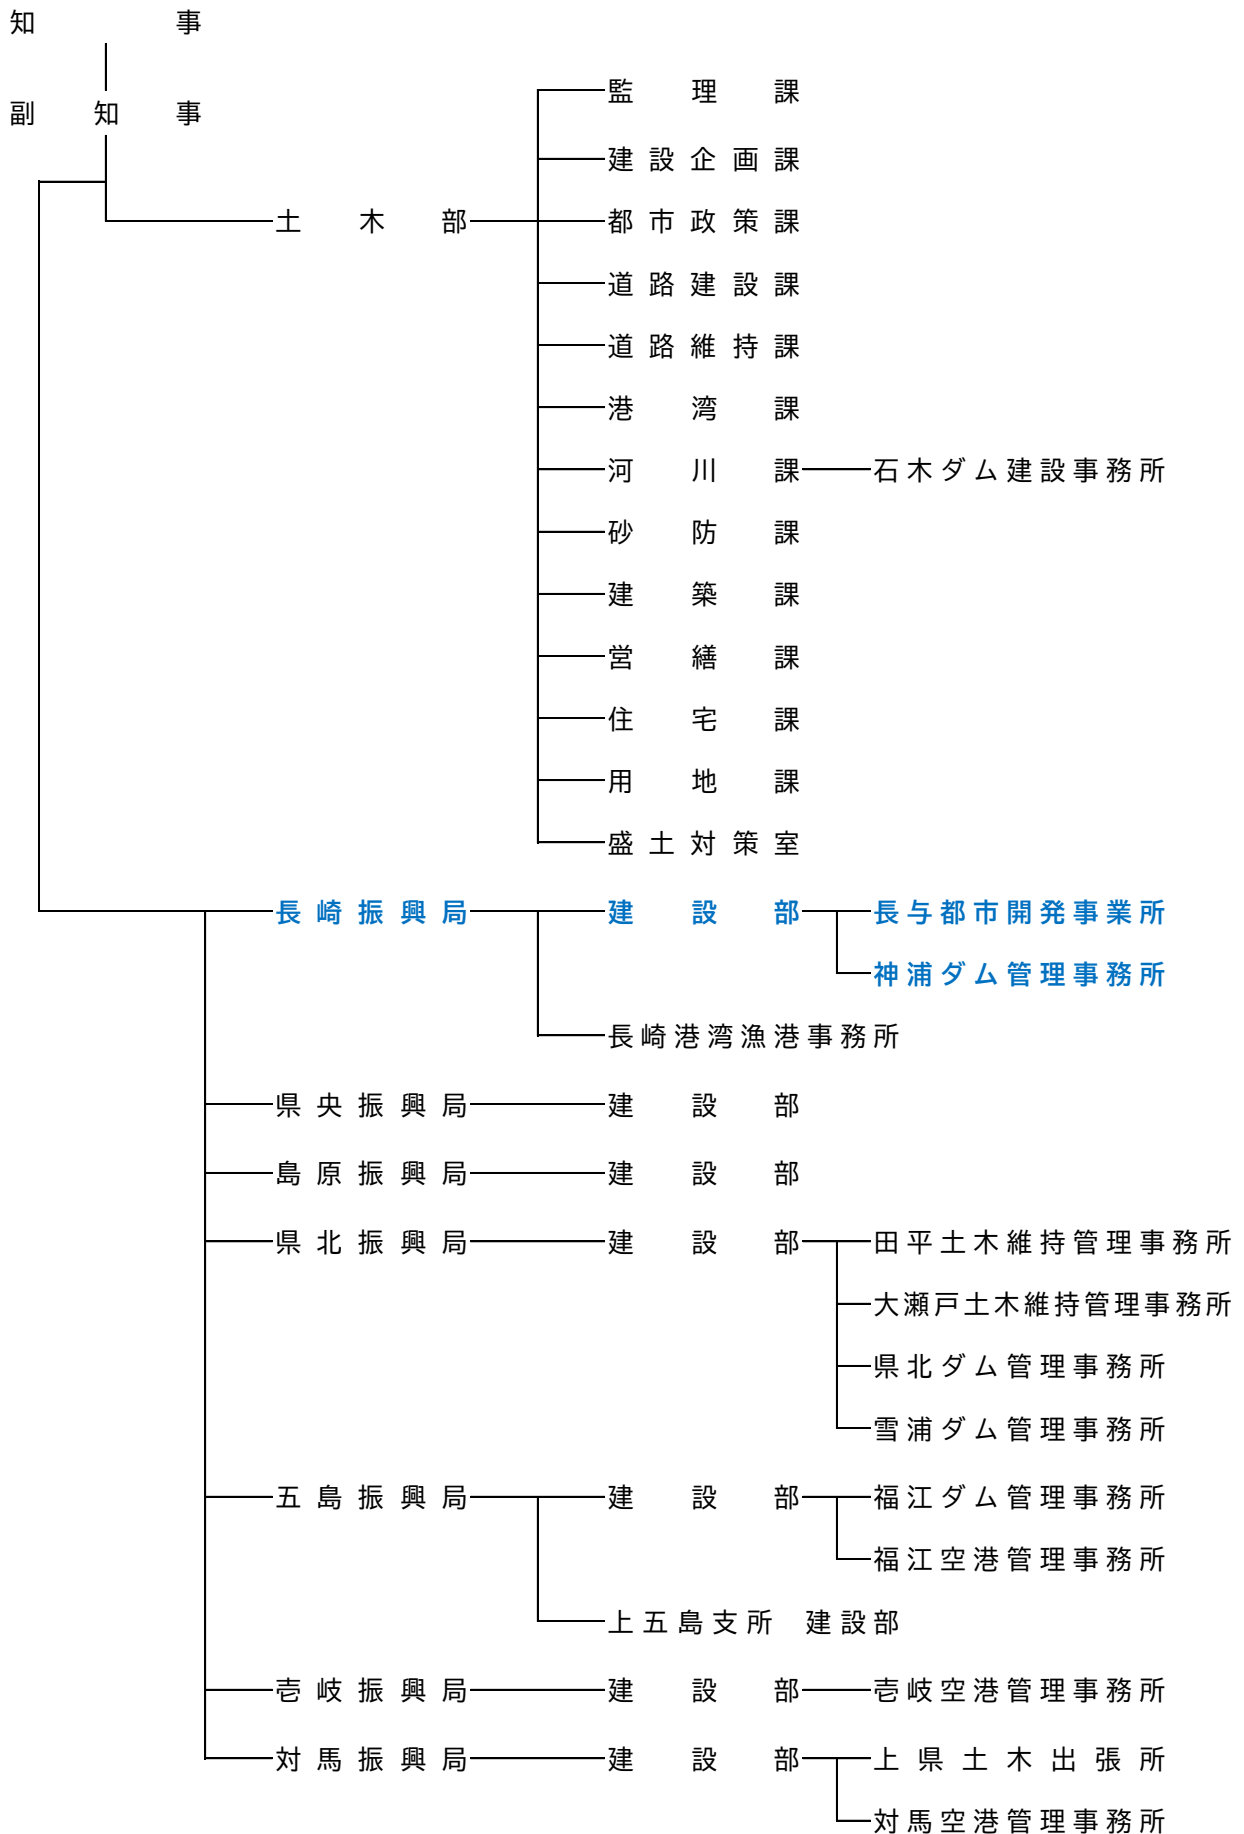 知事
副知事
監理課
建設企画課
土木部 都市政策課
道路建設課
道路維持課
港湾課
河川課 石木ダム建設事務所
砂防課
建築課
営繕課
住宅課
用地課
盛土対策室
長崎振興局 建設部 長与都市開発事業所
神浦ダム管理事務所
長崎港湾漁港事務所
県央振興局 建設部
島原振興局 建設部
県北振興局 建設部 田平土木維持管理事務所
大瀬戸土木維持管理事務所
県北ダム管理事務所
雪浦ダム管理事務所
五島振興局 建設部 福江ダム管理事務所
福江空港管理事務所
上五島支所 建設部
壱岐振興局 建設部 壱岐空港管理事務所
対馬振興局 建設部 上県土木出張所
対馬空港管理事務所